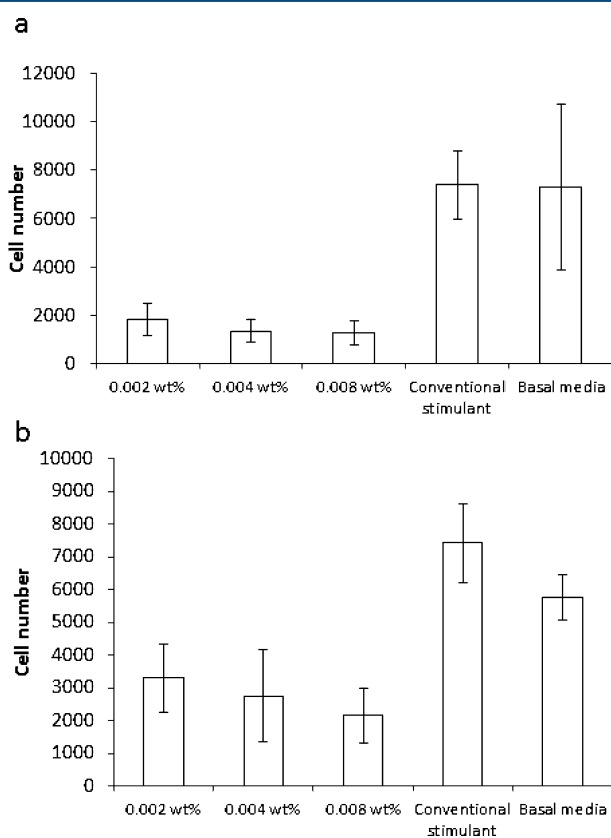 a
12000
10000
8000
6000
4000
2000
0
Cell number
0.002 wt%
0.004 wt%
0.008 wt%
Conventional
stimulant
Basal media
b
10000
9000
8000
7000
6000
5000
4000
3000
2000
1000
0
Cell number
0.002 wt%
0.004 wt%
0.008 wt%
Conventional
stimulant
Basal media